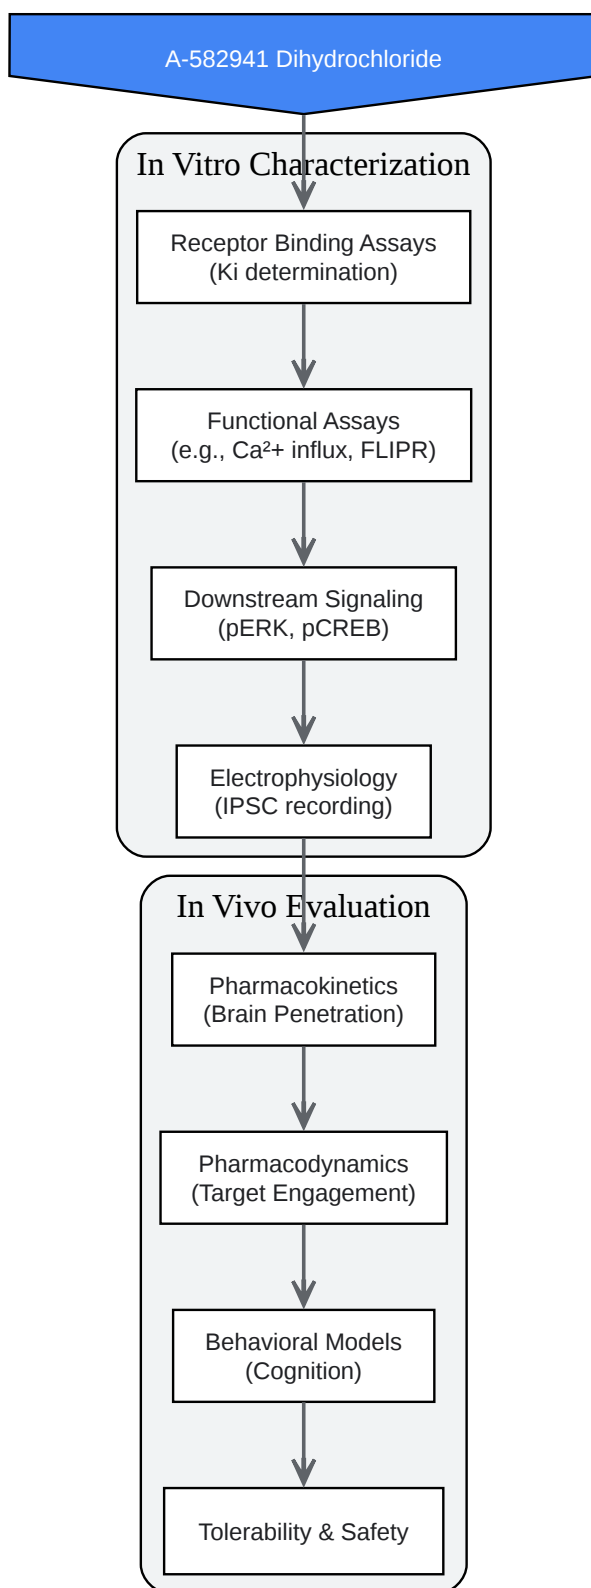 A-582941 Dihydrochloride
In Vitro Characterization
Receptor Binding Assays
(Ki determination)
Functional Assays
(e.g., Ca²+ influx, FLIPR)
Downstream Signaling
(pERK, pCREB)
Electrophysiology
(IPSC recording)
In Vivo Evaluation
Pharmacokinetics
(Brain Penetration)
Pharmacodynamics
(Target Engagement)
Behavioral Models
(Cognition)
Tolerability & Safety